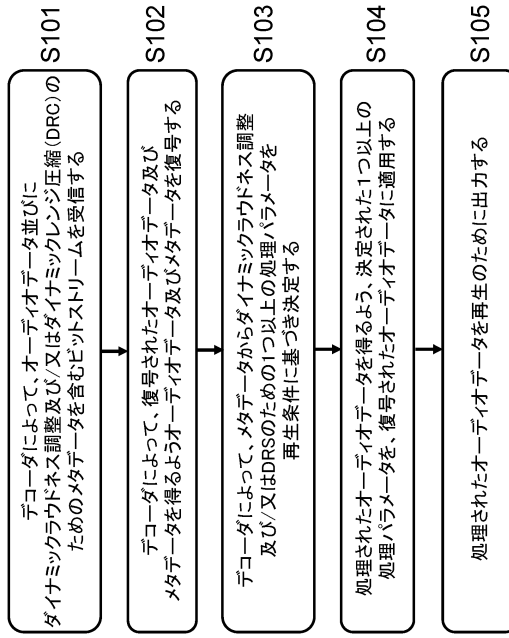 S101
デコーダによって、オーディオデータ並びに
ダイナミックラウドネス調整及び/又はダイナミックレンジ圧縮(DRC)の
ためのメタデータを含むビットストリームを受信する
S102
デコーダによって、復号されたオーディオデータ及び
メタデータを得るようオーディオデータ及びメタデータを復号する
S103
デコーダによって、メタデータからダイナミックラウドネス調整
及び/又はDRSのための1つ以上の処理パラメータを
再生条件に基づき決定する
S104
処理されたオーディオデータを得るよう、決定された1つ以上の
処理パラメータを、復号されたオーディオデータに適用する
S105
処理されたオーディオデータを再生のために出力する